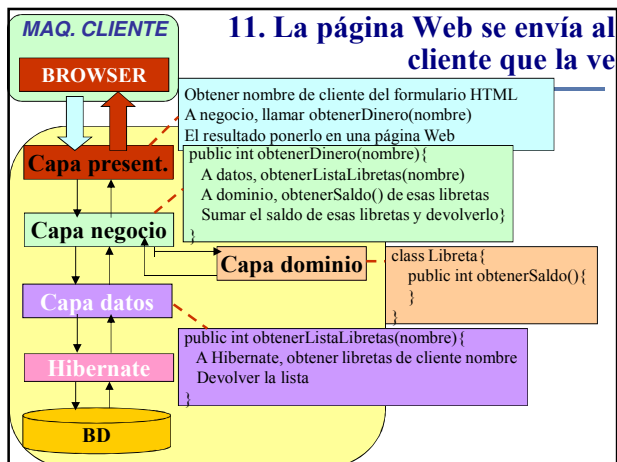 MAQ. CLIENTE
11. La página Web se envía al
cliente que la ve
BROWSER
Obtener nombre de cliente del formulario HTML
A negocio, llamar obtenerDinero(nombre)
El resultado ponerlo en una página Web
Capa present.
public int obtenerDinero(nombre){
A datos, obtenerListaLibretas(nombre)
A dominio, obtenerSaldo() de esas libretas
Sumar el saldo de esas libretas y devolverlo}
}
Capa negocio
Capa dominio
class Libreta{
public int obtenerSaldo(){
}
}
Capa datos
public int obtenerListaLibretas(nombre){
A Hibernate, obtener libretas de cliente nombre
Devolver la lista
}
Hibernate
BD